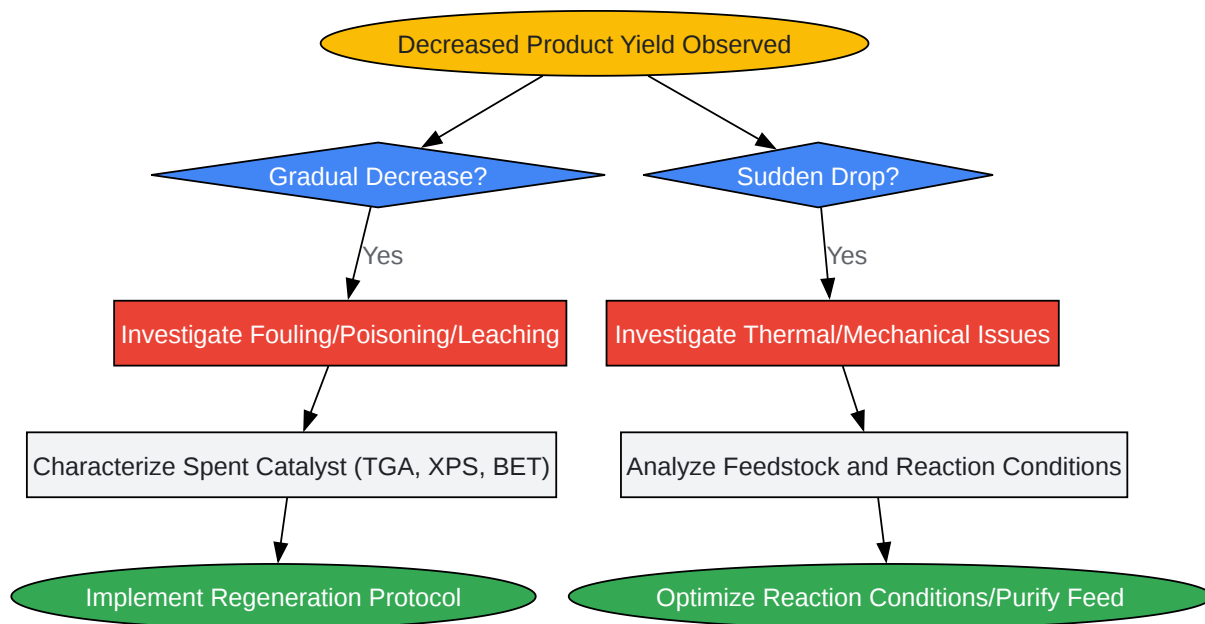 Decreased Product Yield Observed
Gradual Decrease?
Sudden Drop?
Yes
Yes
Investigate Fouling/Poisoning/Leaching
Investigate Thermal/Mechanical Issues
Characterize Spent Catalyst (TGA, XPS, BET)
Analyze Feedstock and Reaction Conditions
Implement Regeneration Protocol
Optimize Reaction Conditions/Purify Feed